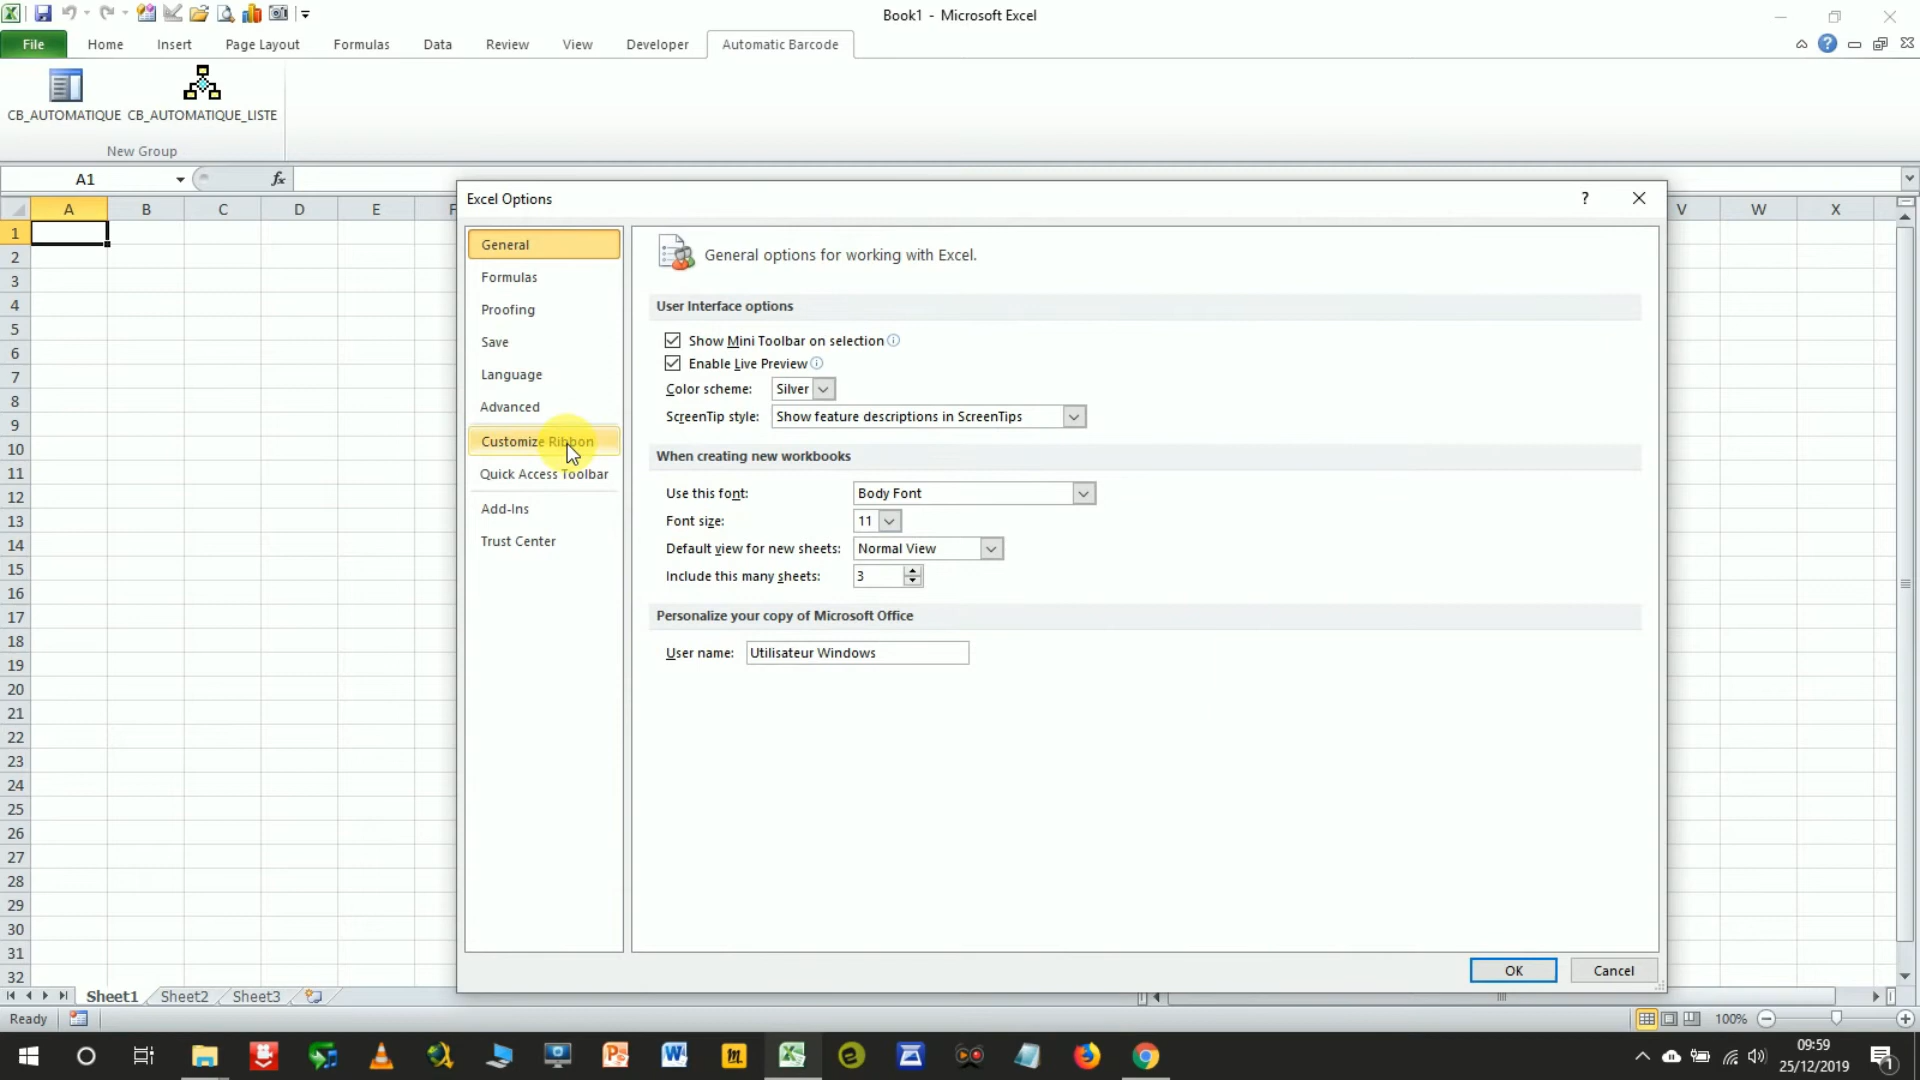 Book1 - Microsoft Excel
File Home Insert Page Layout Formulas Data Review View Developer Automatic Barcode
CB_AUTOMATIQUE CB_AUTOMATIQUE_LISTE
New Group
A1 fx
A B C D E F V W X
Excel Options ?
1
2
3
4
5
6
7
8
9
10
11
12
13
14
15
16
17
18
19
20
21
22
23
24
25
26
27
28
29
30
31
32
General
Formulas
Proofing
Save
Language
Advanced
Customize Ribbon
Quick Access Toolbar
Add-Ins
Trust Center
General options for working with Excel.
User Interface options
Show Mini Toolbar on selection
Enable Live Preview
Color scheme: Silver
ScreenTip style: Show feature descriptions in ScreenTips
When creating new workbooks
Use this font: Body Font
Font size: 11
Default view for new sheets: Normal View
Include this many sheets: 3
Personalize your copy of Microsoft Office
User name: Utilisateur Windows
OK Cancel
Sheet1 Sheet2 Sheet3
Ready 100%
09:59
25/12/2019
1